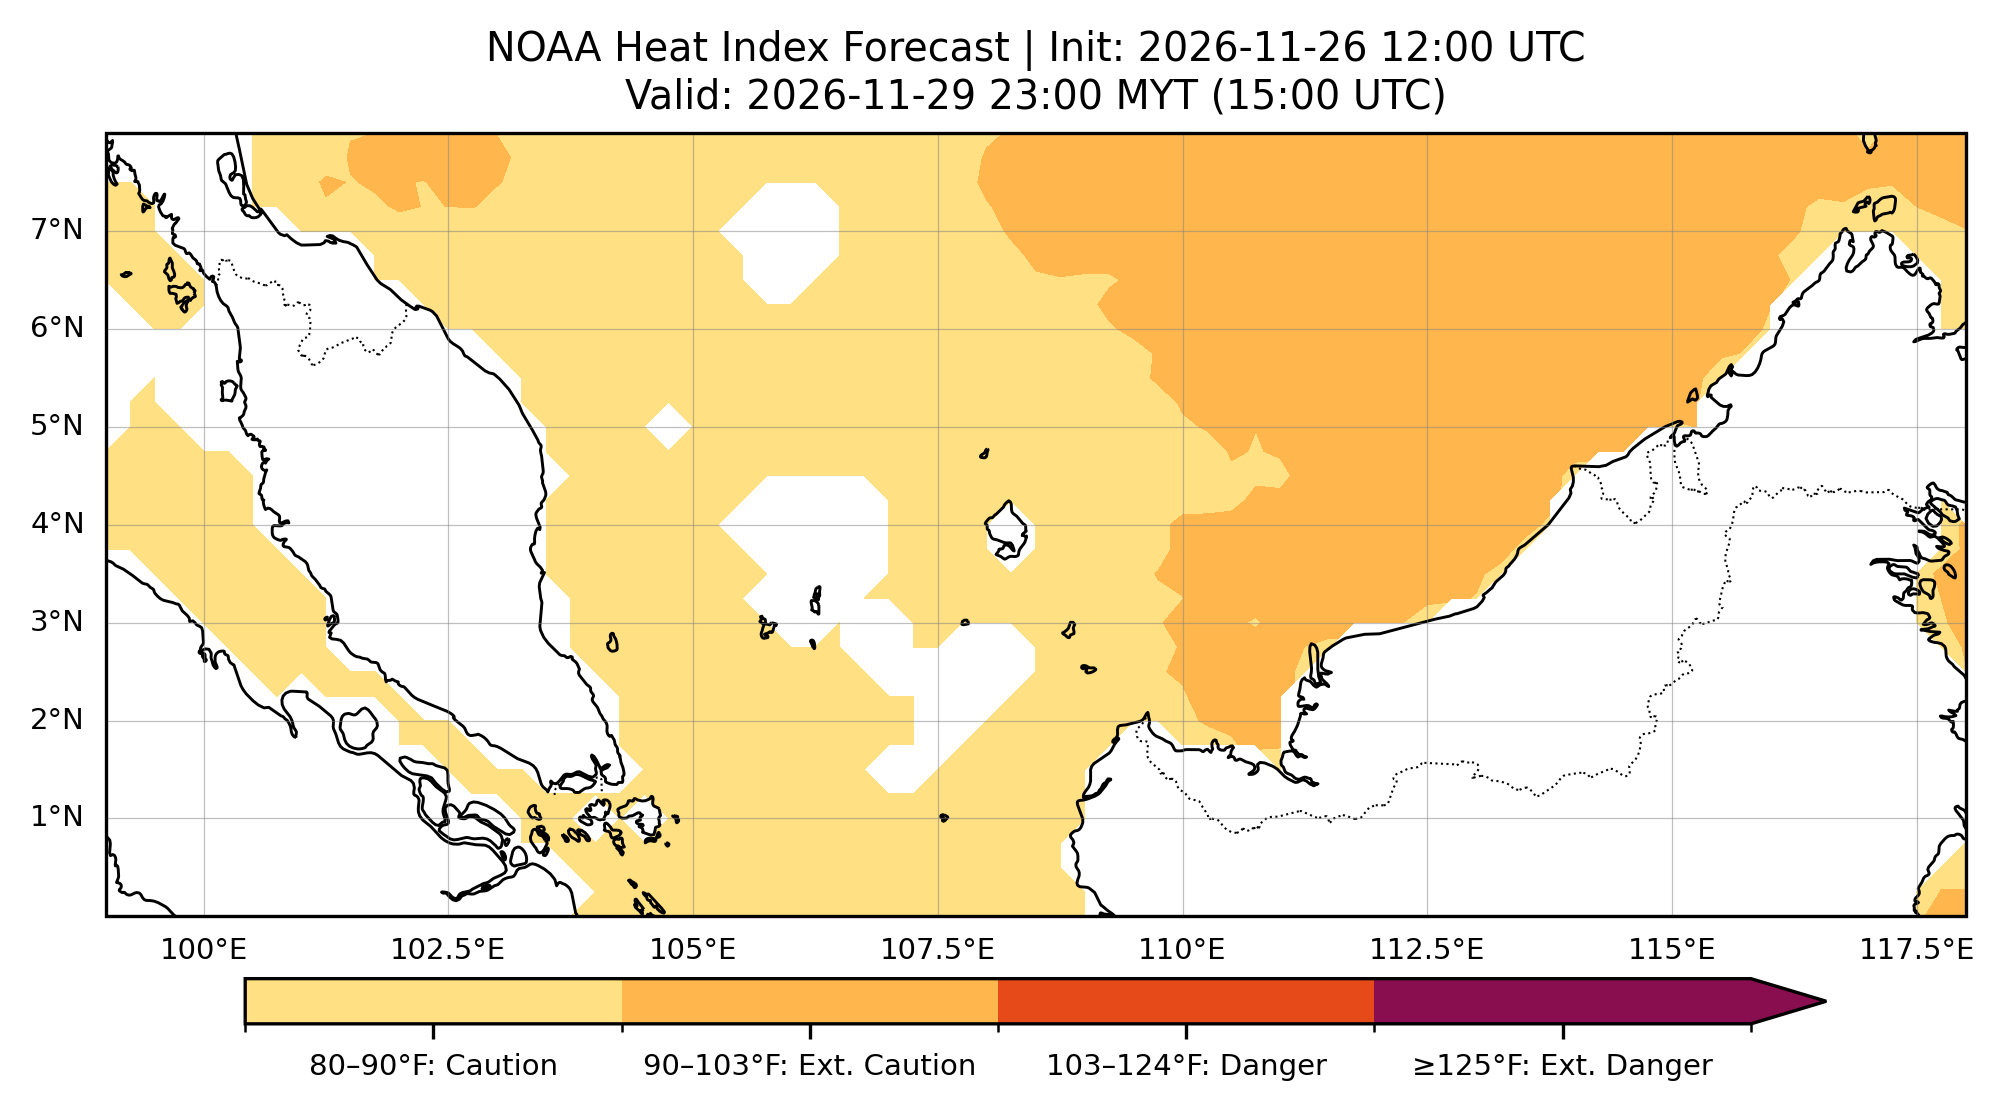 NOAA Heat Index Forecast | Init: 2026-11-26 12:00 UTC
Valid: 2026-11-29 23:00 MYT (15:00 UTC)
7°N
6°N
5°N
4°N
3°N
2°N
1°N
100°E 102.5°E 105°E 107.5°E 110°E 112.5°E 115°E 117.5°E
80–90°F: Caution 90–103°F: Ext. Caution 103–124°F: Danger ≥125°F: Ext. Danger